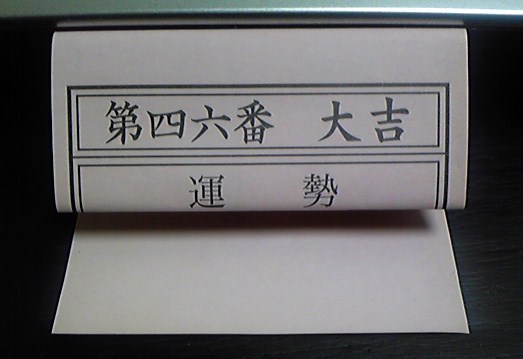 第四六番　大吉
運　勢